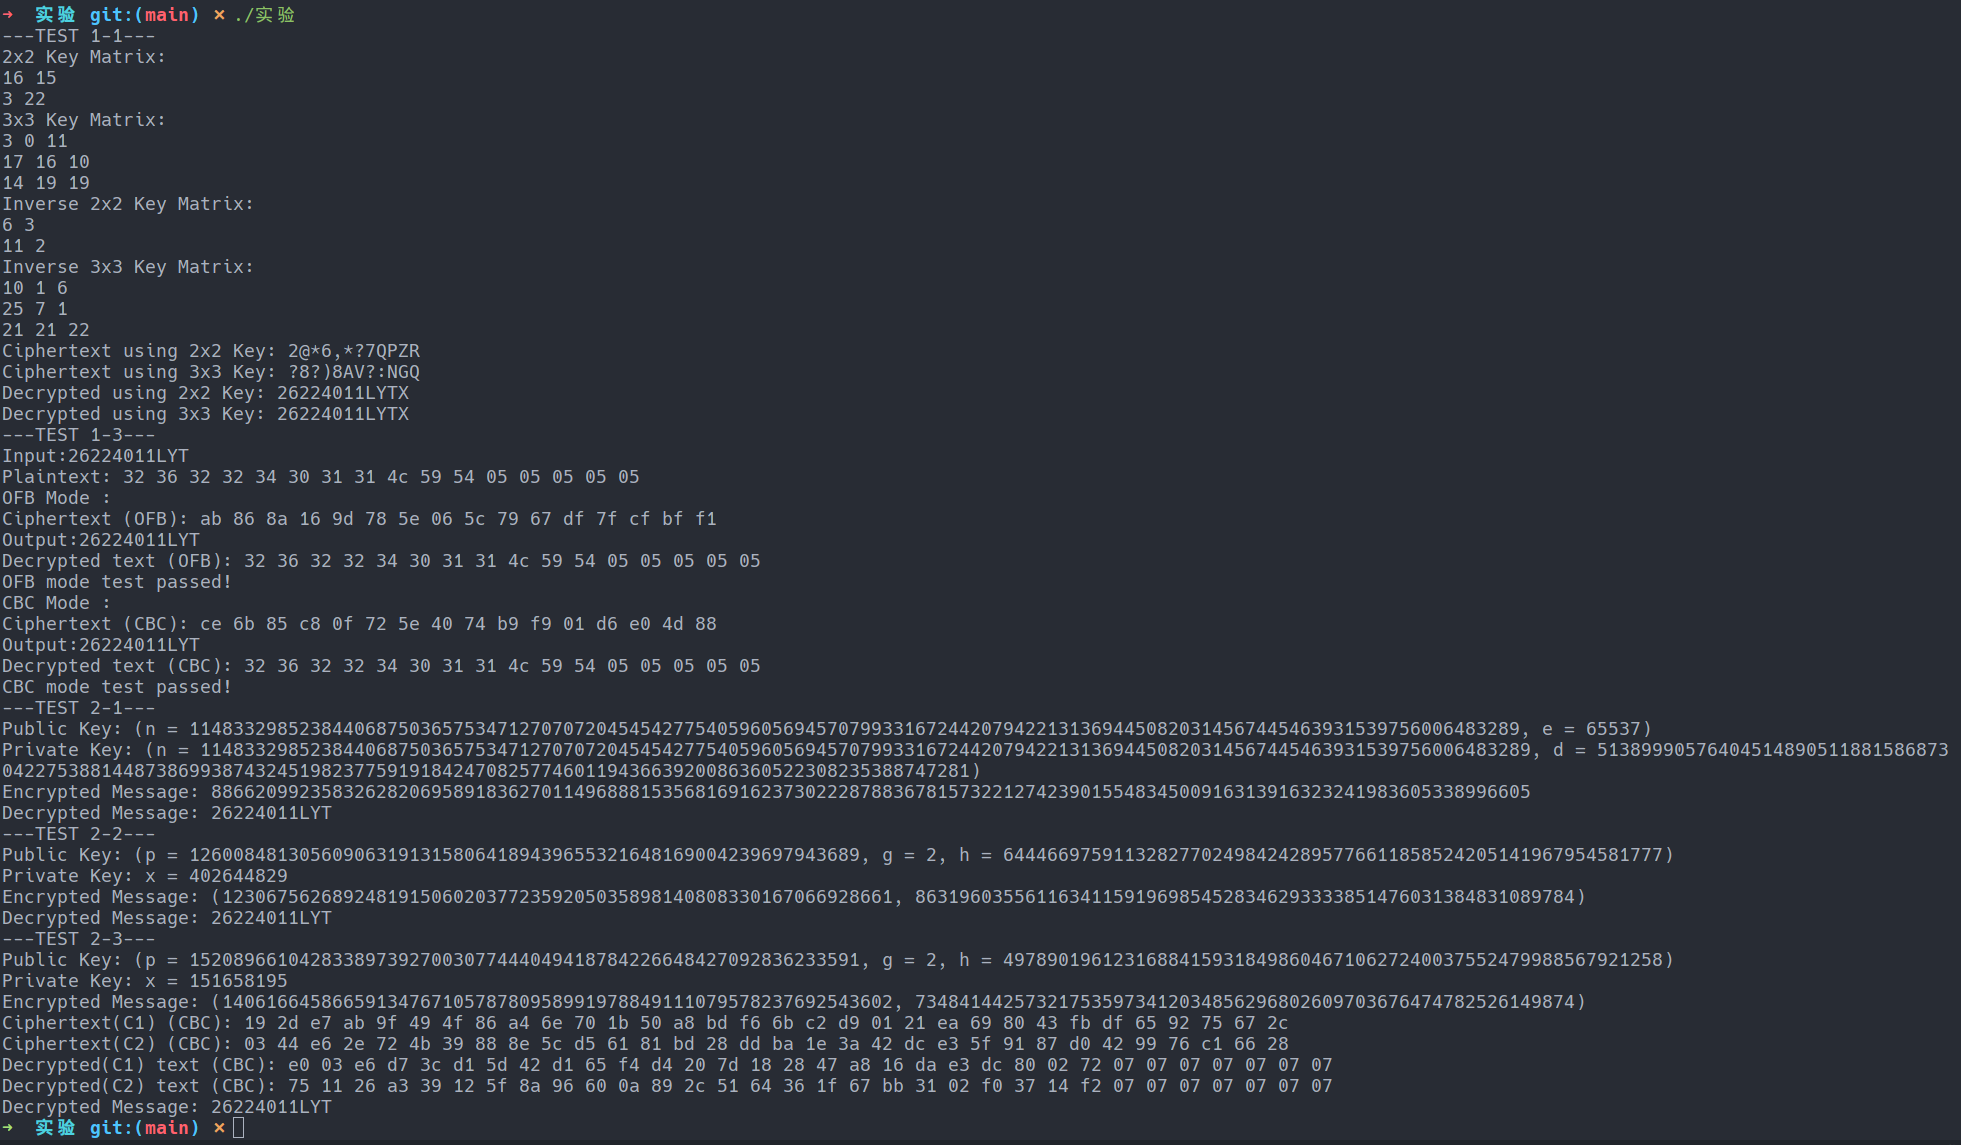 ➜  实验 git:(main) ✗ ./实验
---TEST 1-1---
2x2 Key Matrix:
16 15
3 22
3x3 Key Matrix:
3 0 11
17 16 10
14 19 19
Inverse 2x2 Key Matrix:
6 3
11 2
Inverse 3x3 Key Matrix:
10 1 6
25 7 1
21 21 22
Ciphertext using 2x2 Key: 2@*6,*?7QPZR
Ciphertext using 3x3 Key: ?8?)8AV?:NGQ
Decrypted using 2x2 Key: 26224011LYTX
Decrypted using 3x3 Key: 26224011LYTX
---TEST 1-3---
Input:26224011LYT
Plaintext: 32 36 32 32 34 30 31 31 4c 59 54 05 05 05 05 05
OFB Mode :
Ciphertext (OFB): ab 86 8a 16 9d 78 5e 06 5c 79 67 df 7f cf bf f1
Output:26224011LYT
Decrypted text (OFB): 32 36 32 32 34 30 31 31 4c 59 54 05 05 05 05 05
OFB mode test passed!
CBC Mode :
Ciphertext (CBC): ce 6b 85 c8 0f 72 5e 40 74 b9 f9 01 d6 e0 4d 88
Output:26224011LYT
Decrypted text (CBC): 32 36 32 32 34 30 31 31 4c 59 54 05 05 05 05 05
CBC mode test passed!
---TEST 2-1---
Public Key: (n = 114833298523844068750365753471270707204545427754059605694570799331672442079422131369445082031456744546393153975600648328​9, e = 65537)
Private Key: (n = 1148332985238440687503657534712707072045454277540596056945707993316724420794221313694450820314567445463931539756006483289, d = 513899905764045148905118815868​73
0422753881448738699387432451982377591918424708257746011943663920086360522308235388747281)
Encrypted Message: 886620992358326282069589183627011496888153568169162373022287883678157322127423901554834500916313916323241983605338996605
Decrypted Message: 26224011LYT
---TEST 2-2---
Public Key: (p = 1260084813056090631913158064189439655321648169004239697943689, g = 2, h = 644466975911328277024984242895776611858524205141967954581777)
Private Key: x = 402644829
Encrypted Message: (123067562689248191506020377235920503589814080833016706692​8661, 863196035561163411591969854528346293333851476031384831089784)
Decrypted Message: 26224011LYT
---TEST 2-3---
Public Key: (p = 1520896610428338973927003077444049418784226648427092836233591, g = 2, h = 497890196123168841593184986046710627240037552479988567921258)
Private Key: x = 151658195
Encrypted Message: (1406166458665913476710578780958991978849111079578237692543602, 734841442573217535973412034856296802609703676474782526149874)
Ciphertext(C1) (CBC): 19 2d e7 ab 9f 49 4f 86 a4 6e 70 1b 50 a8 bd f6 6b c2 d9 01 21 ea 69 80 43 fb df 65 92 75 67 2c
Ciphertext(C2) (CBC): 03 44 e6 2e 72 4b 39 88 8e 5c d5 61 81 bd 28 dd ba 1e 3a 42 dc e3 5f 91 87 d0 42 99 76 c1 66 28
Decrypted(C1) text (CBC): e0 03 e6 d7 3c d1 5d 42 d1 65 f4 d4 20 7d 18 28 47 a8 16 da e3 dc 80 02 72 07 07 07 07 07 07 07
Decrypted(C2) text (CBC): 75 11 26 a3 39 12 5f 8a 96 60 0a 89 2c 51 64 36 1f 67 bb 31 02 f0 37 14 f2 07 07 07 07 07 07 07
Decrypted Message: 26224011LYT
➜  实验 git:(main) ✗